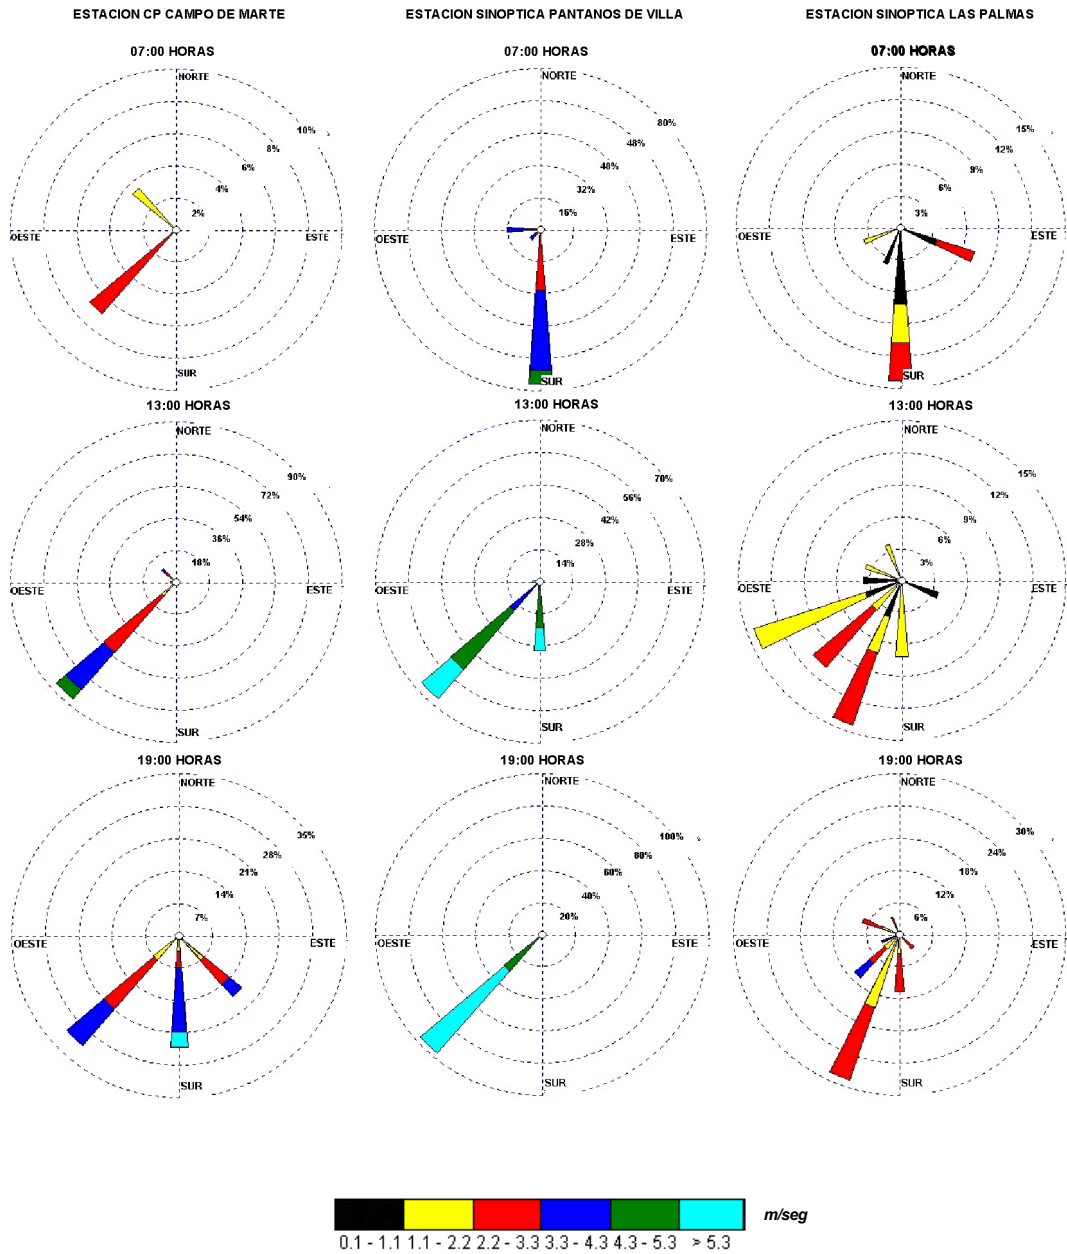 ESTACION CP CAMPO DE MARTE
ESTACION SINOPTICA PANTANOS DE VILLA
ESTACION SINOPTICA LAS PALMAS
07:00 HORAS
NORTE
10%
8%
6%
4%
2%
OESTE
ESTE
SUR
07:00 HORAS
NORTE
80%
48%
48%
32%
16%
OESTE
ESTE
SUR
07:00 HORAS
NORTE
15%
12%
9%
6%
3%
OESTE
ESTE
SUR
13:00 HORAS
NORTE
90%
72%
54%
36%
18%
OESTE
ESTE
SUR
13:00 HORAS
NORTE
70%
56%
42%
28%
14%
OESTE
ESTE
SUR
13:00 HORAS
NORTE
15%
12%
9%
6%
3%
OESTE
ESTE
SUR
19:00 HORAS
NORTE
35%
28%
21%
14%
7%
OESTE
ESTE
SUR
19:00 HORAS
NORTE
100%
80%
60%
40%
20%
OESTE
ESTE
SUR
19:00 HORAS
NORTE
30%
24%
18%
12%
6%
OESTE
ESTE
SUR
m/seg
0.1 - 1.1 1.1 - 2.2 2.2 - 3.3 3.3 - 4.3 4.3 - 5.3 > 5.3